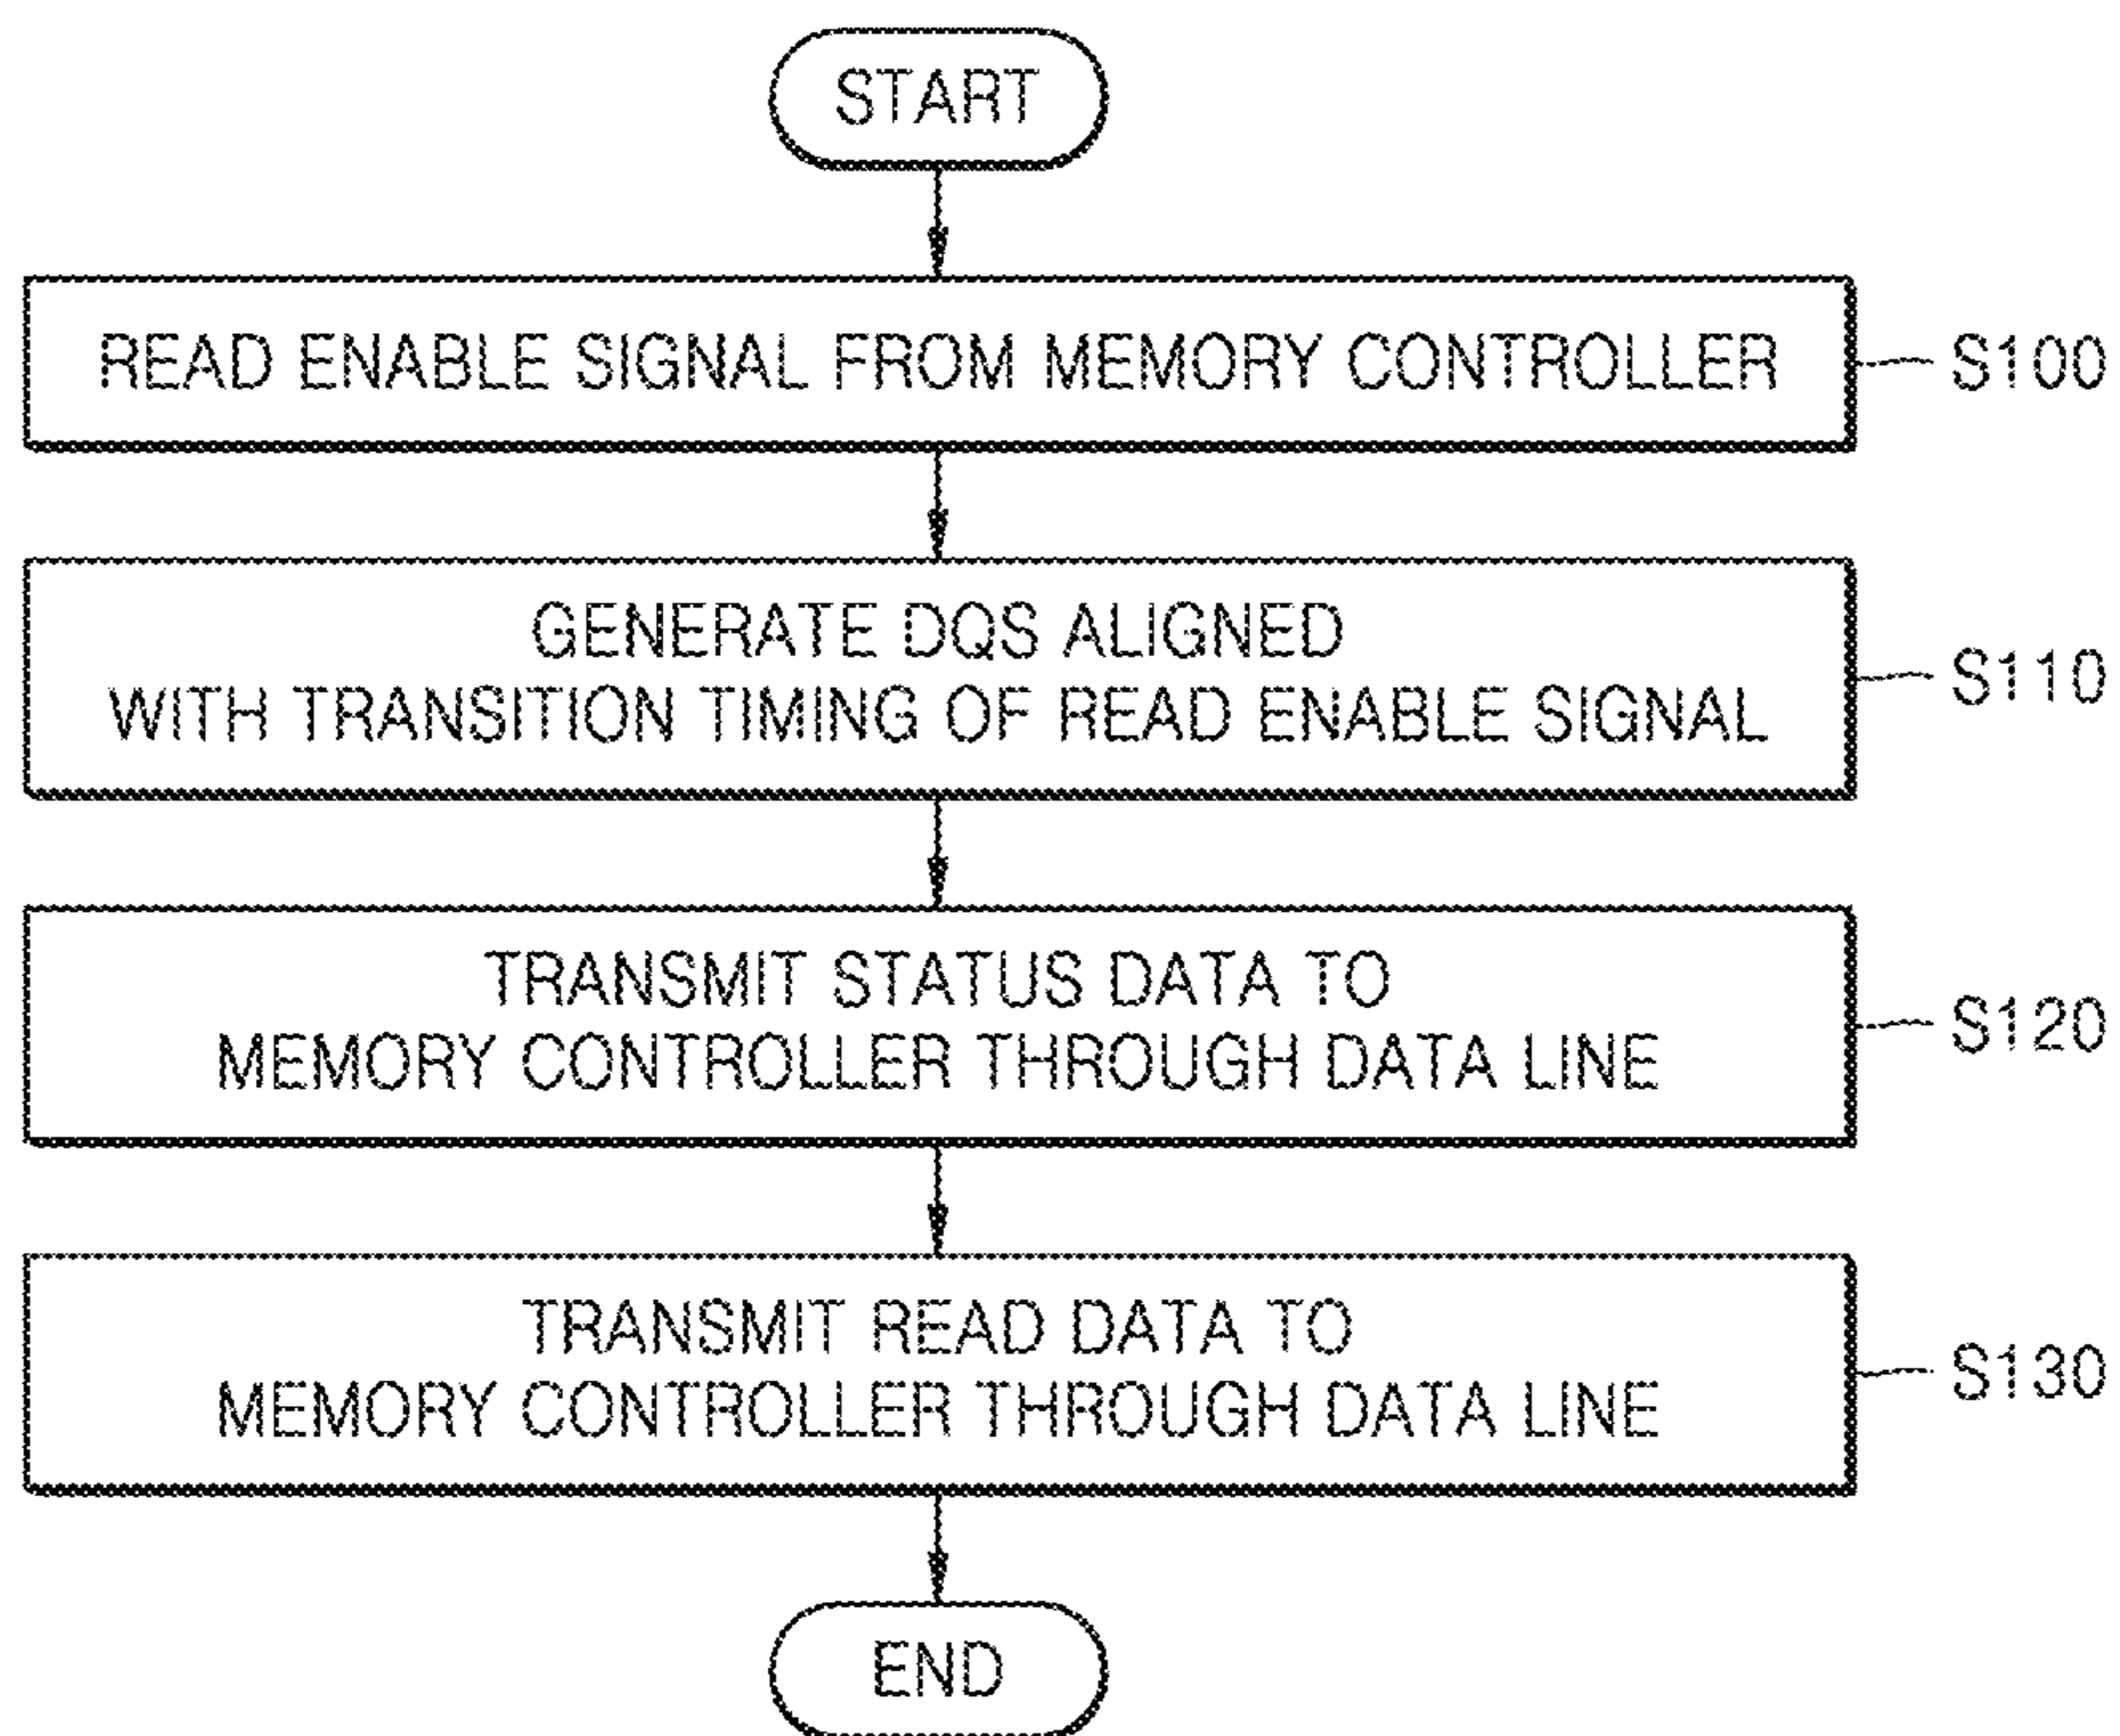 START
READ ENABLE SIGNAL FROM MEMORY CONTROLLER
S100
GENERATE DQS ALIGNED
WITH TRANSITION TIMING OF READ ENABLE SIGNAL
S110
TRANSMIT STATUS DATA TO
MEMORY CONTROLLER THROUGH DATA LINE
S120
TRANSMIT READ DATA TO
MEMORY CONTROLLER THROUGH DATA LINE
S130
END